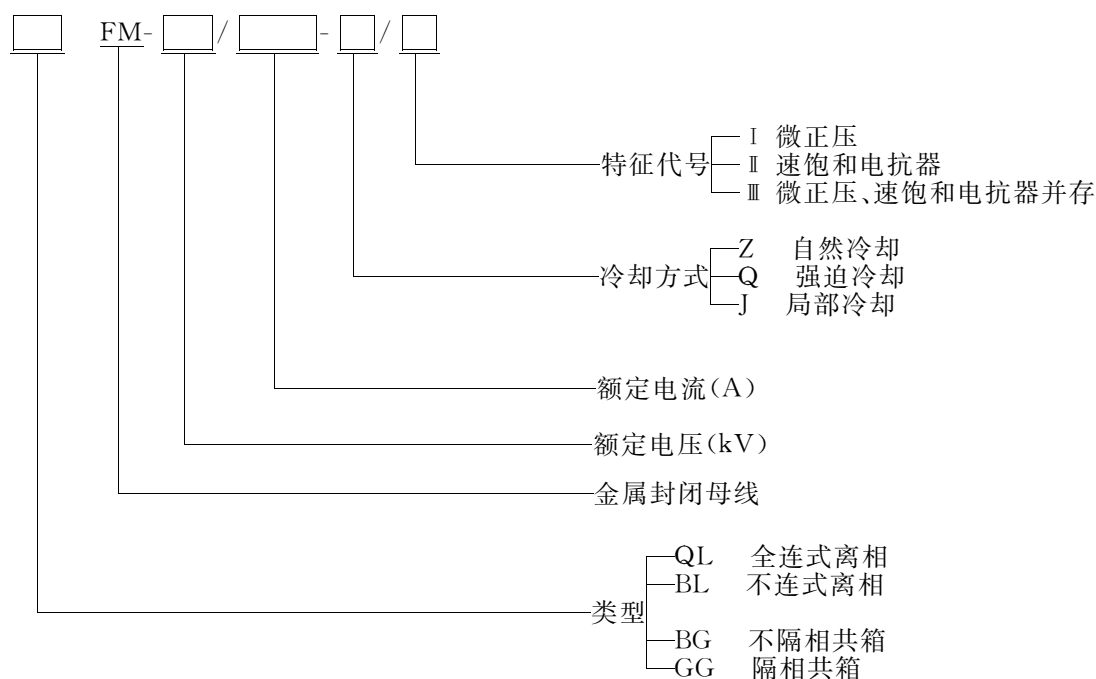 FM-/-/
Ⅰ 微正压
特征代号 Ⅱ 速饱和电抗器
Ⅲ 微正压、速饱和电抗器并存
Z 自然冷却
冷却方式 Q 强迫冷却
J 局部冷却
额定电流(A)
额定电压(kV)
金属封闭母线
QL 全连式离相
BL 不连式离相
类型
BG 不隔相共箱
GG 隔相共箱